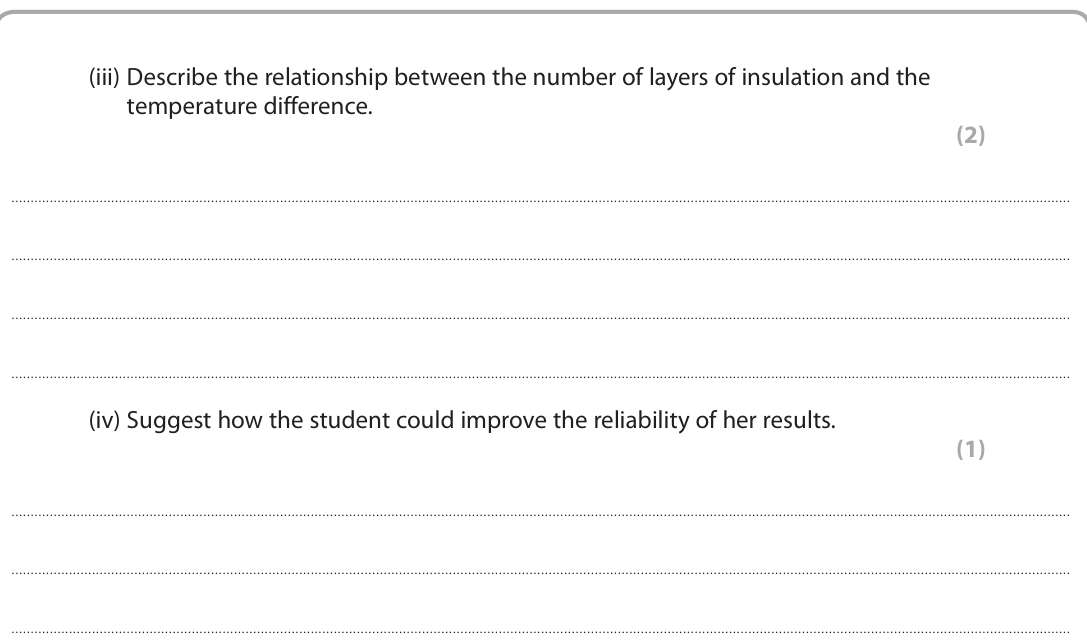 (iii) Describe the relationship between the number of layers of insulation and the
temperature difference.
(2)
(iv) Suggest how the student could improve the reliability of her results.
(1)